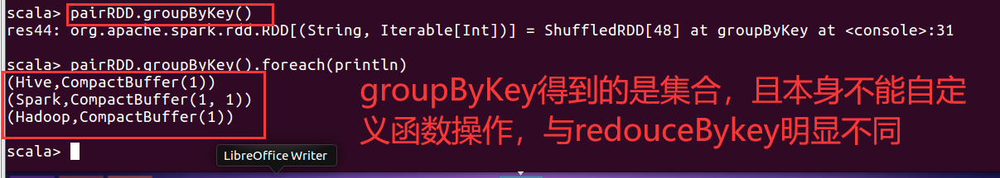 scala> pairRDD.groupByKey()
res44: org.apache.spark.rdd.RDD[(String, Iterable[Int])] = ShuffledRDD[48] at groupByKey at <console>:31
scala> pairRDD.groupByKey().foreach(println)
(Hive,CompactBuffer(1))
(Spark,CompactBuffer(1, 1))
(Hadoop,CompactBuffer(1))
groupByKey得到的是集合，且本身不能自定
义函数操作，与redouceBykey明显不同
scala>
LibreOffice Writer